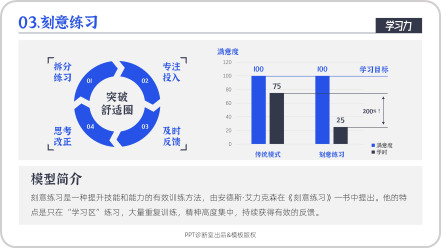 03.刻意练习
学习力
拆分
练习
专注
投入
01
02
突破
舒适圈
04
03
思考
改正
及时
反馈
满意度
120
100
80
60
40
20
0
100
75
100
25
学习目标
200%↑
传统模式
刻意练习
满意度
学时
模型简介
刻意练习是一种提升技能和能力的有效训练方法，由安德斯·艾力克森在《刻意练习》一书中提出。他的特
点是只在“学习区”练习，大量重复训练，精神高度集中，持续获得有效的反馈。
PPT诊断室出品&模板版权